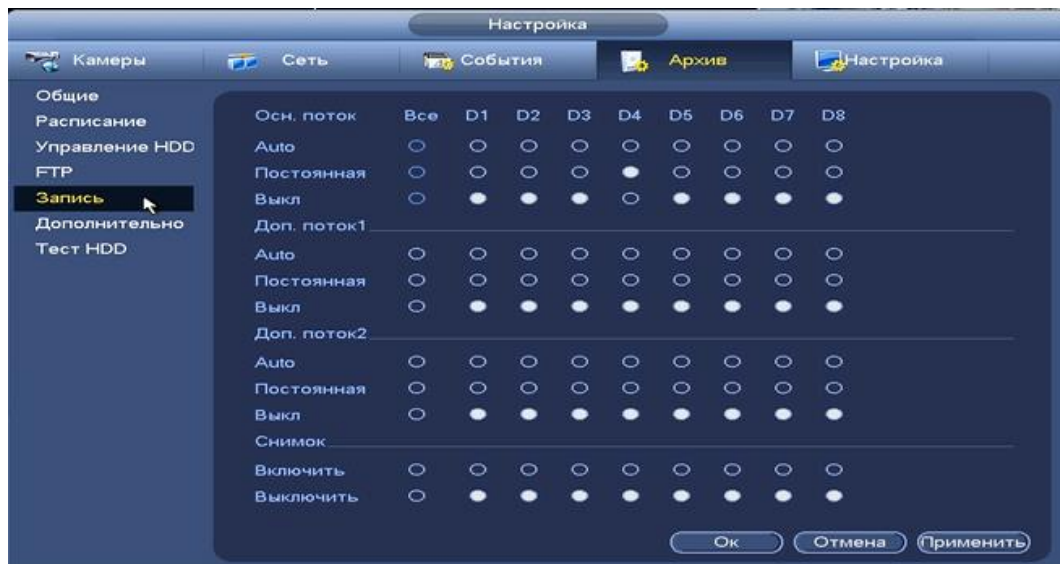 Настройка
Камеры Сеть События Архив Настройка
Общие
Расписание
Управление HDD
FTP
Запись
Дополнительно
Тест HDD
Осн. поток Все D1 D2 D3 D4 D5 D6 D7 D8
Auto
Постоянная
Выкл
Доп. поток1
Auto
Постоянная
Выкл
Доп. поток2
Auto
Постоянная
Выкл
Снимок
Включить
Выключить
Ок Отмена Применить